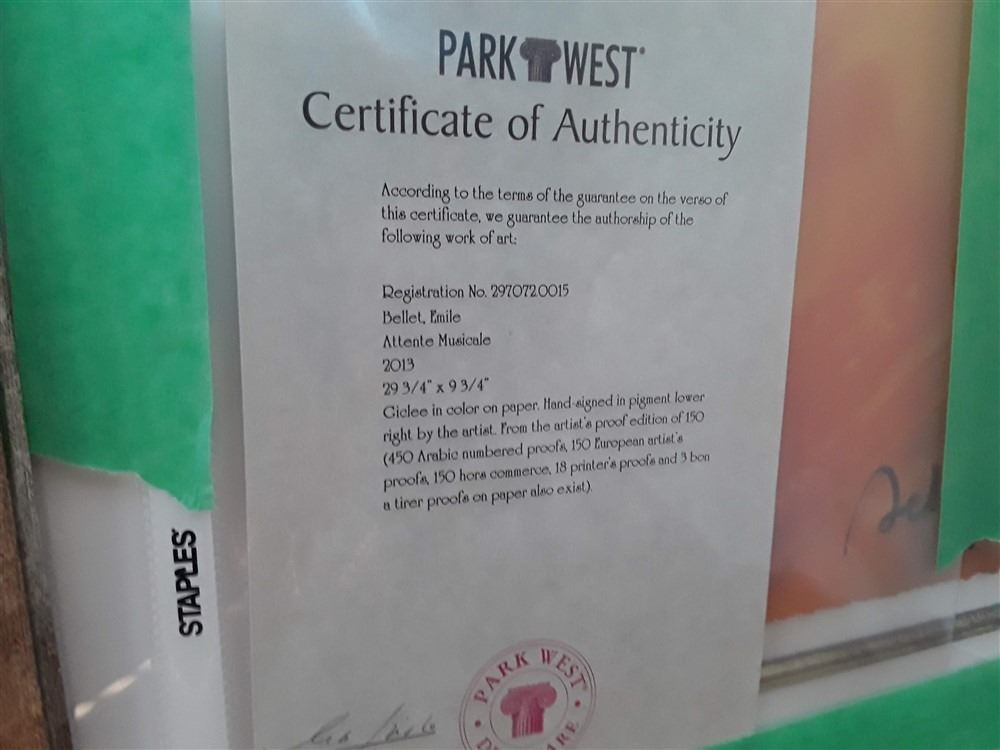 PARK WEST
Certificate of Authenticity
According to the terms of the guarantee on the verso of
this certificate, we guarantee the authorship of the
following work of art:
Registration No. 2970720015
Bellet, Emile
Attente Musicale
2013
29 3/4" x 9 3/4"
Giclee in color on paper. Hand-signed in pigment lower
right by the artist. From the artist's proof edition of 150
(450 Arabic numbered proofs, 150 European artist's
proofs, 150 hors commerce, 18 printer's proofs and 3 bon
a tirer proofs on paper also exist).
STAPLES
PARK WEST